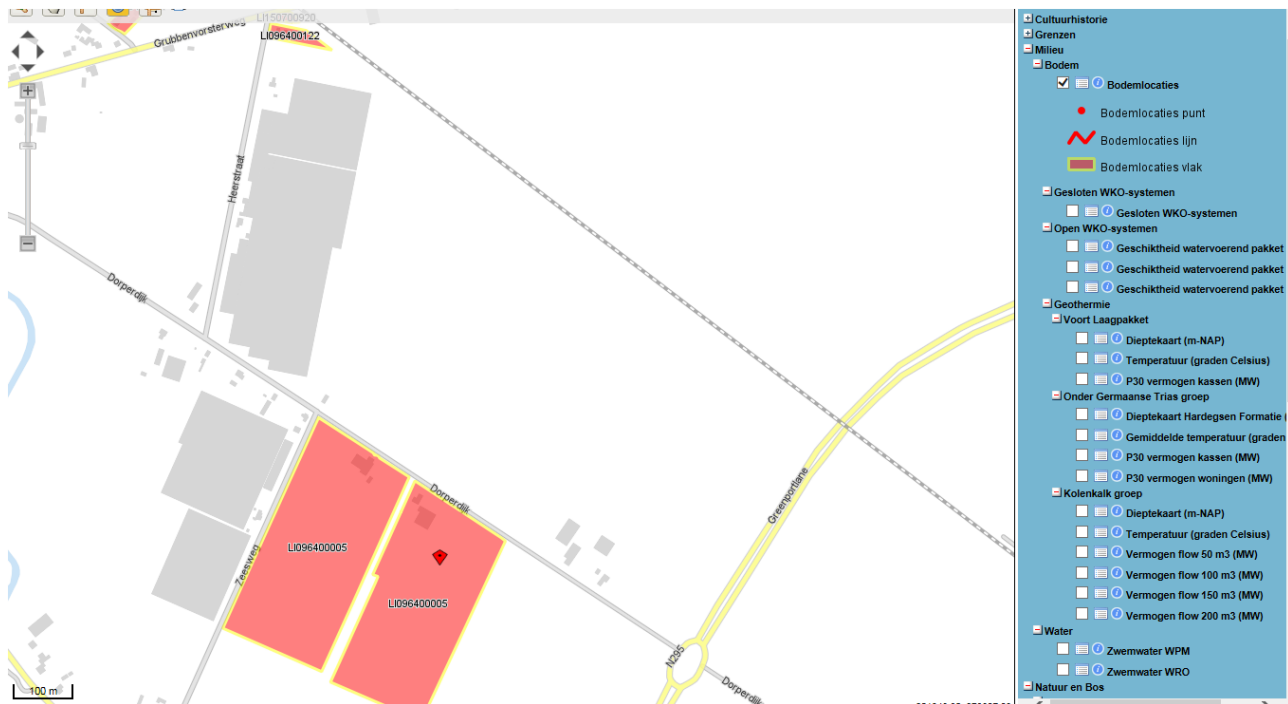 LI150700920
Grubbenvorsterweg
LI096400122
Heerstraat
Dorperdijk
Dorperdijk
Greenportlane
LI096400005
Zeesweg
LI096400005
N295
Dorperdijk
100 m
Cultuurhistorie
Grenzen
Milieu
Bodem
Bodemlocaties
Bodemlocaties punt
Bodemlocaties lijn
Bodemlocaties vlak
Gesloten WKO-systemen
Gesloten WKO-systemen
Open WKO-systemen
Geschiktheid watervoerend pakket
Geschiktheid watervoerend pakket
Geschiktheid watervoerend pakket
Geothermie
Voort Laagpakket
Dieptekaart (m-NAP)
Temperatuur (graden Celsius)
P30 vermogen kassen (MW)
Onder Germaanse Trias groep
Dieptekaart Hardegsen Formatie (
Gemiddelde temperatuur (graden
P30 vermogen kassen (MW)
P30 vermogen woningen (MW)
Kolenkalk groep
Dieptekaart (m-NAP)
Temperatuur (graden Celsius)
Vermogen flow 50 m3 (MW)
Vermogen flow 100 m3 (MW)
Vermogen flow 150 m3 (MW)
Vermogen flow 200 m3 (MW)
Water
Zwemwater WPM
Zwemwater WRO
Natuur en Bos